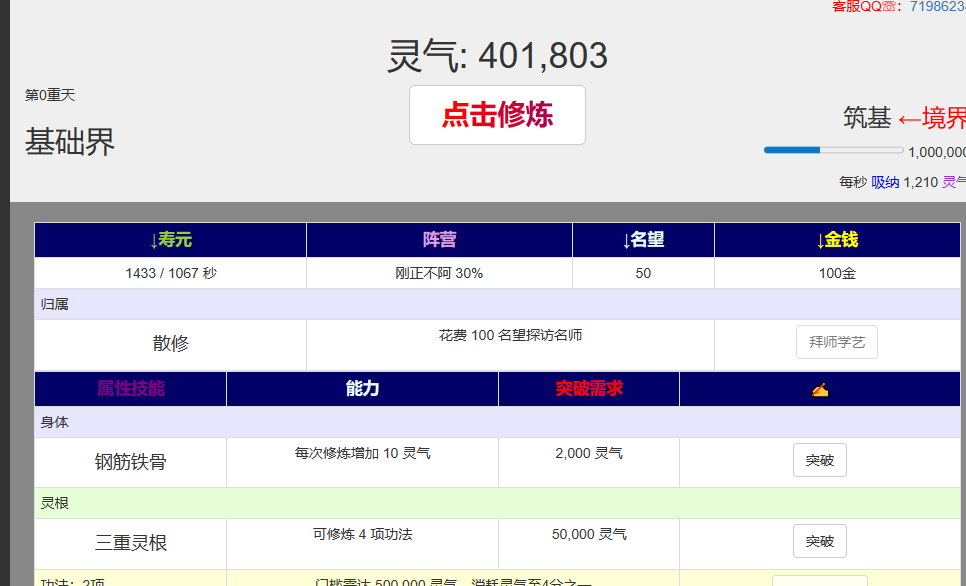 客服QQ☏：7198623
灵气: 401,803
第0重天
点击修炼
基础界
筑基 ←境界
1,000,000
每秒 吸纳 1,210 灵气
↓寿元 阵营 ↓名望 ↓金钱
1433 / 1067 秒 刚正不阿 30% 50 100金
归属
散修 花费 100 名望探访名师 拜师学艺
属性技能 能力 突破需求 ✍
身体
钢筋铁骨 每次修炼增加 10 灵气 2,000 灵气 突破
灵根
三重灵根 可修炼 4 项功法 50,000 灵气 突破
功法：2项 门槛需达 500,000 灵气，消耗灵气至4分之一